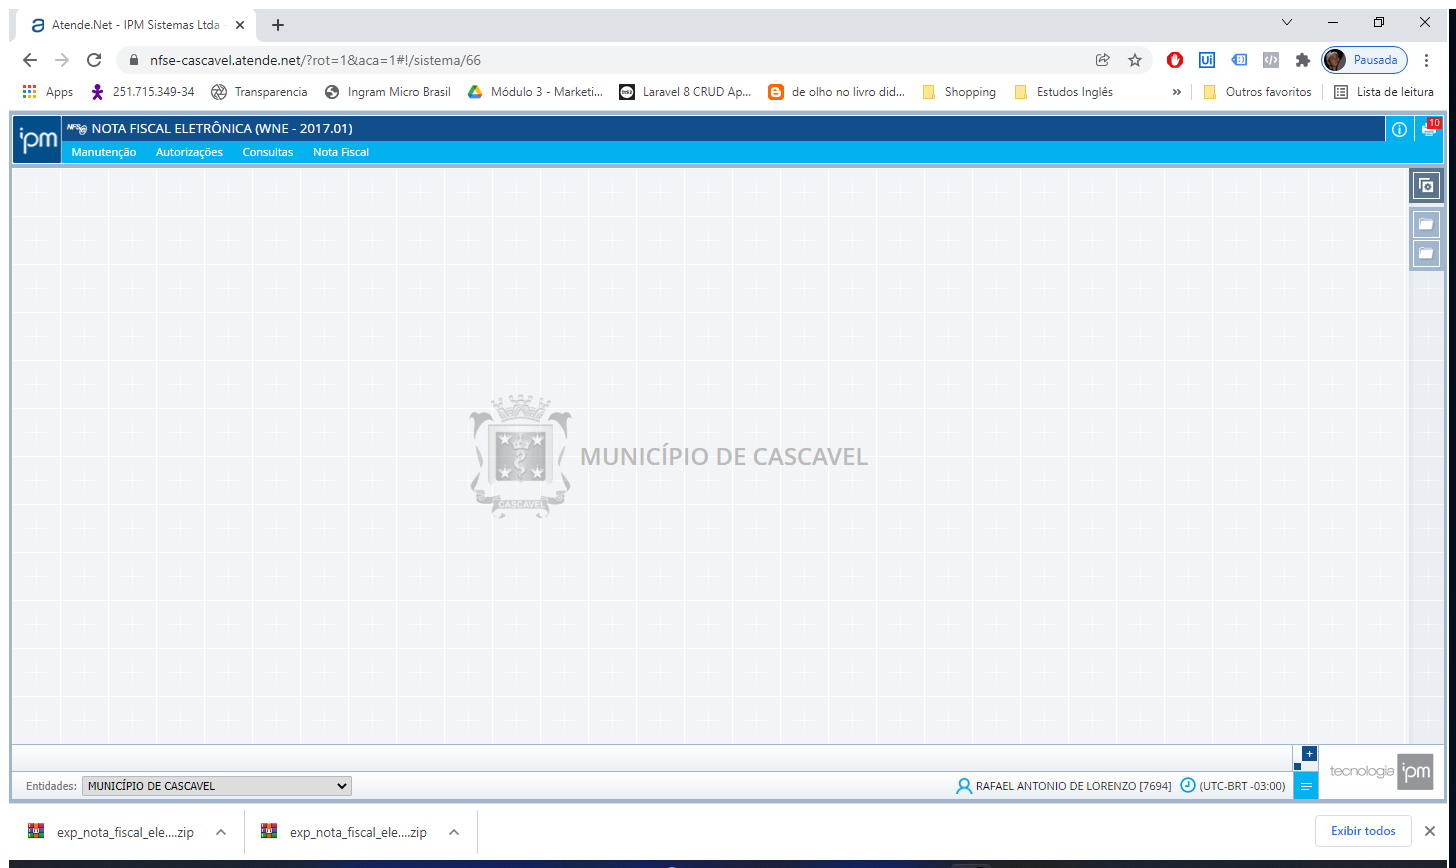 Atende.Net - IPM Sistemas Ltda
nfse-cascavel.atende.net/?rot=1&aca=1#!/sistema/66
Pausada
Apps
251.715.349-34
Transparencia
Ingram Micro Brasil
Módulo 3 - Marketi...
Laravel 8 CRUD Ap...
de olho no livro did...
Shopping
Estudos Inglês
»
Outros favoritos
Lista de leitura
ipm
NFS-e NOTA FISCAL ELETRÔNICA (WNE - 2017.01)
10
Manutenção Autorizações Consultas Nota Fiscal
MUNICÍPIO DE CASCAVEL
CASCAVEL
Entidades: MUNICÍPIO DE CASCAVEL
RAFAEL ANTONIO DE LORENZO [7694]
(UTC-BRT -03:00)
tecnologia ipm
exp_nota_fiscal_ele....zip
exp_nota_fiscal_ele....zip
Exibir todos